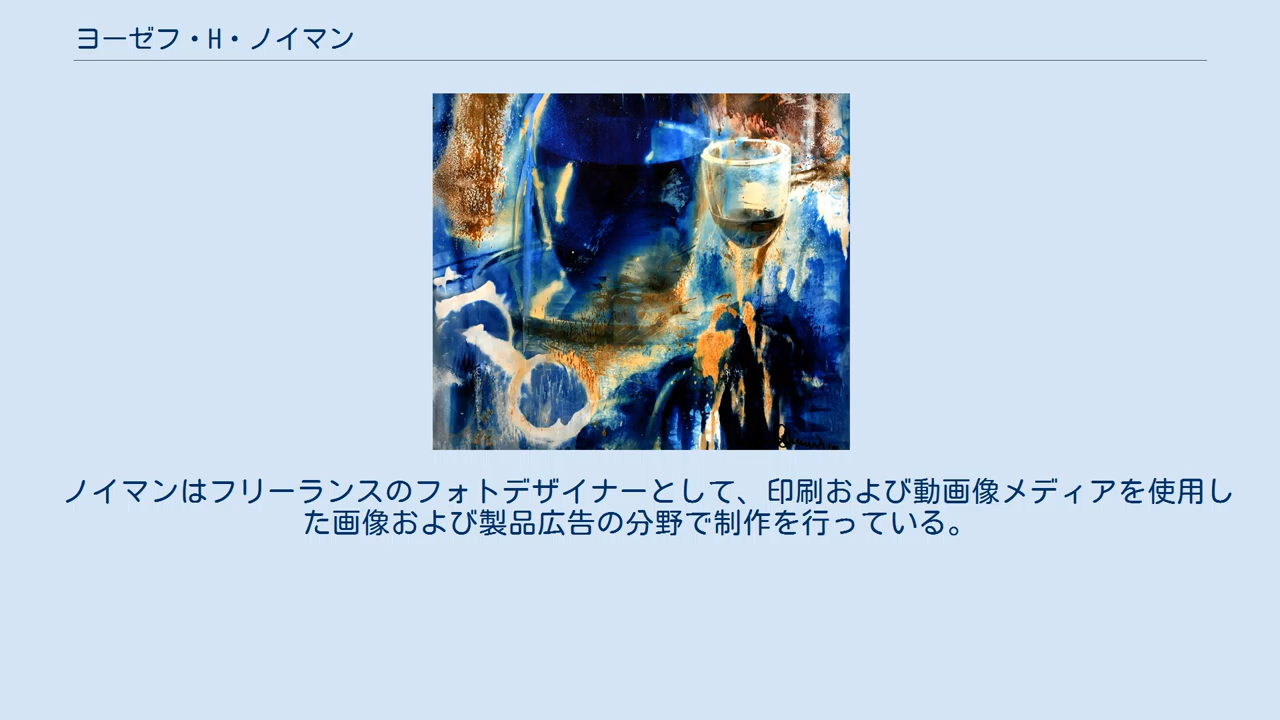 ヨーゼフ・H・ノイマン
ノイマンはフリーランスのフォトデザイナーとして、印刷および動画像メディアを使用し
た画像および製品広告の分野で制作を行っている。